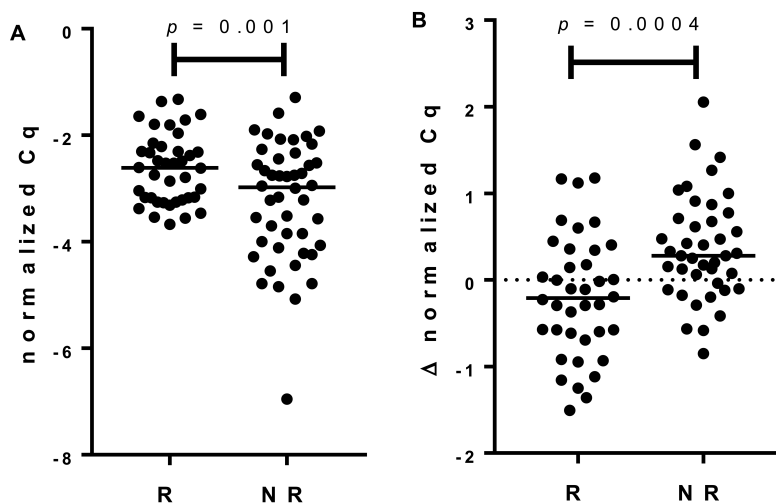 A
p = 0.001
normalized Cq
0
-2
-4
-6
-8
R
NR
B
p = 0.0004
Δ normalized Cq
3
2
1
0
-1
-2
R
NR